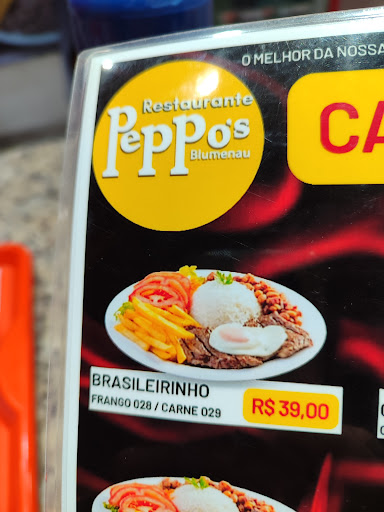 O MELHOR DA NOSSA
Restaurante
Peppo's
Blumenau
CA
BRASILEIRINHO
FRANGO 028 / CARNE 029
R$ 39,00